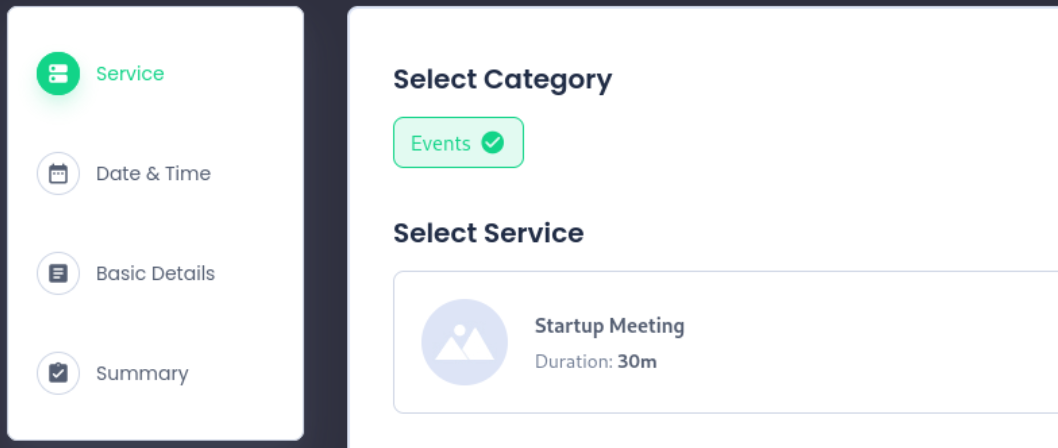 Service
Date & Time
Basic Details
Summary
Select Category
Events
Select Service
Startup Meeting
Duration: 30m